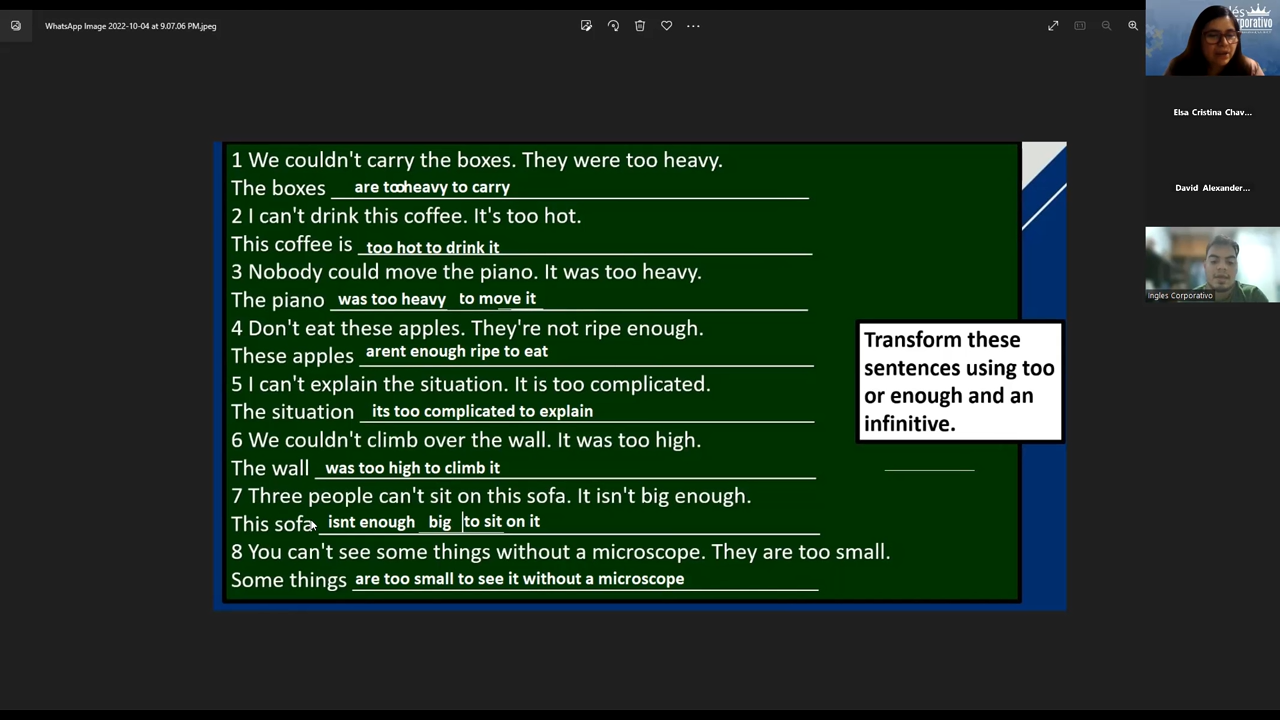 WhatsApp Image 2022-10-04 at 9.07.06 PM.jpeg
1 We couldn't carry the boxes. They were too heavy.
The boxes are too heavy to carry
2 I can't drink this coffee. It's too hot.
This coffee is too hot to drink it
3 Nobody could move the piano. It was too heavy.
The piano was too heavy to move it
4 Don't eat these apples. They're not ripe enough.
These apples arent enough ripe to eat
5 I can't explain the situation. It is too complicated.
The situation its too complicated to explain
6 We couldn't climb over the wall. It was too high.
The wall was too high to climb it
7 Three people can't sit on this sofa. It isn't big enough.
This sofa isnt enough big to sit on it
8 You can't see some things without a microscope. They are too small.
Some things are too small to see it without a microscope
Transform these
sentences using too
or enough and an
infinitive.
Corporativo
Elsa Cristina Chav...
David Alexander...
ingles Corporativo